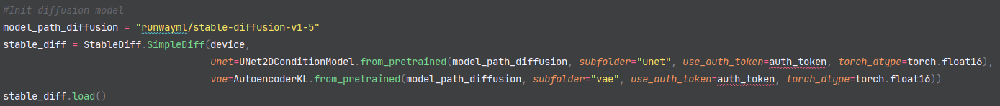 #Init diffusion model
model_path_diffusion = "runwayml/stable-diffusion-v1-5"
stable_diff = StableDiff.SimpleDiff(device,
unet=UNet2DConditionModel.from_pretrained(model_path_diffusion, subfolder="unet", use_auth_token=auth_token, torch_dtype=torch.float16),
vae=AutoencoderKL.from_pretrained(model_path_diffusion, subfolder="vae", use_auth_token=auth_token, torch_dtype=torch.float16))
stable_diff.load()